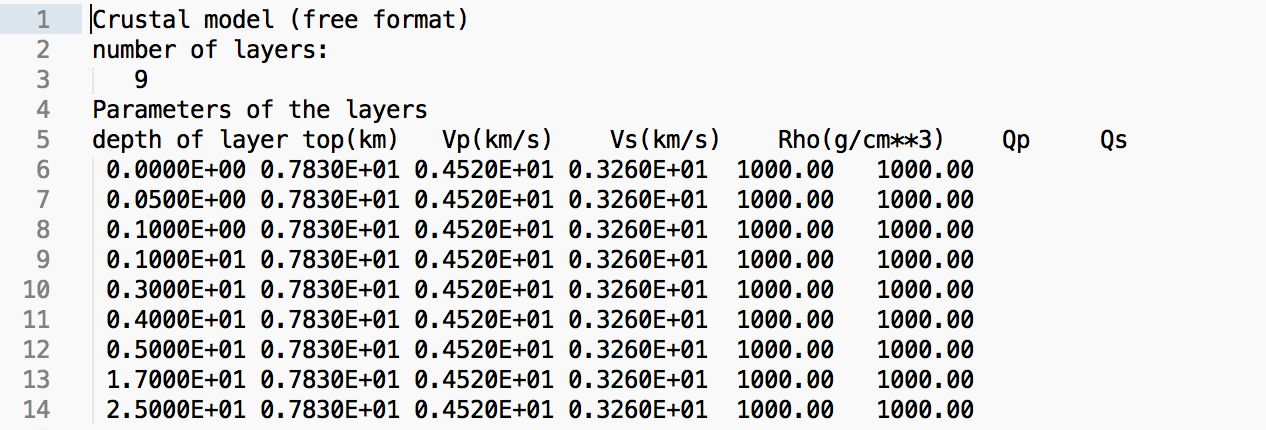 1 Crustal model (free format)
2 number of layers:
3 9
4 Parameters of the layers
5 depth of layer top(km) Vp(km/s) Vs(km/s) Rho(g/cm**3) Qp Qs
6 0.0000E+00 0.7830E+01 0.4520E+01 0.3260E+01 1000.00 1000.00
7 0.0500E+00 0.7830E+01 0.4520E+01 0.3260E+01 1000.00 1000.00
8 0.1000E+00 0.7830E+01 0.4520E+01 0.3260E+01 1000.00 1000.00
9 0.1000E+01 0.7830E+01 0.4520E+01 0.3260E+01 1000.00 1000.00
10 0.3000E+01 0.7830E+01 0.4520E+01 0.3260E+01 1000.00 1000.00
11 0.4000E+01 0.7830E+01 0.4520E+01 0.3260E+01 1000.00 1000.00
12 0.5000E+01 0.7830E+01 0.4520E+01 0.3260E+01 1000.00 1000.00
13 1.7000E+01 0.7830E+01 0.4520E+01 0.3260E+01 1000.00 1000.00
14 2.5000E+01 0.7830E+01 0.4520E+01 0.3260E+01 1000.00 1000.00